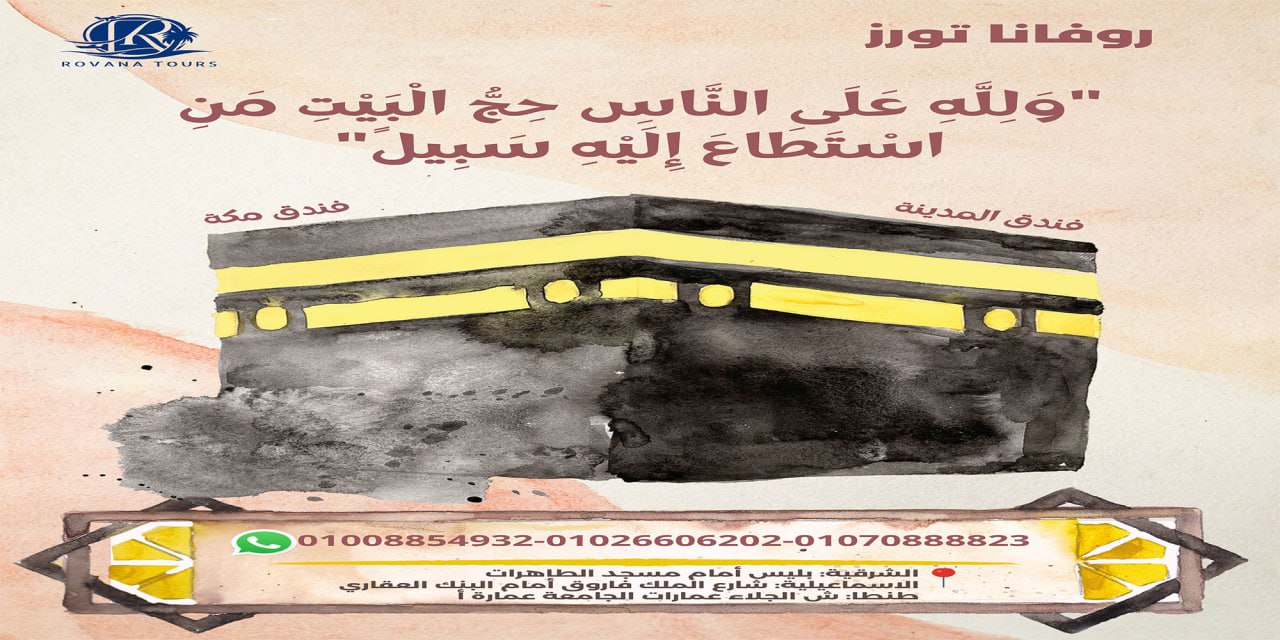 روفانا تورز
ROVANA TOURS
"وَلِلَّهِ عَلَى النَّاسِ حِجُّ الْبَيْتِ مَنِ
اسْتَطَاعَ إِلَيْهِ سَبِيلً"
فندق المدينة
فندق مكة
01008854932-01026606202-01070888823
الشرقية: بلبيس أمام مسجد الطاهرات
الاسماعيلية: شارع الملك فاروق أمام البنك العقاري
طنطا: ش الجلاء عمارات الجامعة عمارة أ